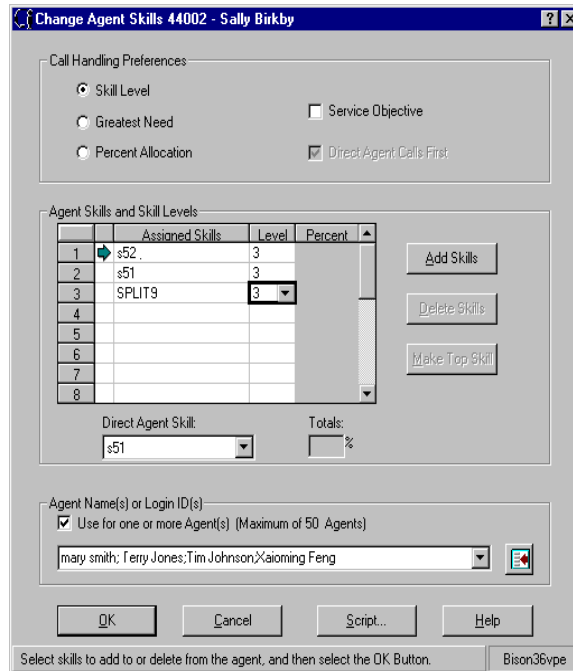 Change Agent Skills 44002 - Sally Birkby
Call Handling Preferences
Skill Level
Greatest Need
Percent Allocation
Service Objective
Direct Agent Calls First
Agent Skills and Skill Levels
Assigned Skills Level Percent
1 s52 . 3
2 s51 3
3 SPLIT9 3
4
5
6
7
8
Add Skills
Delete Skills
Make Top Skill
Direct Agent Skill:
s51
Totals:
%
Agent Name(s) or Login ID(s)
Use for one or more Agent(s) (Maximum of 50 Agents)
mary smith; Terry Jones;Tim Johnson;Xaioming Feng
OK Cancel Script... Help
Select skills to add to or delete from the agent, and then select the OK Button. Bison36vpe